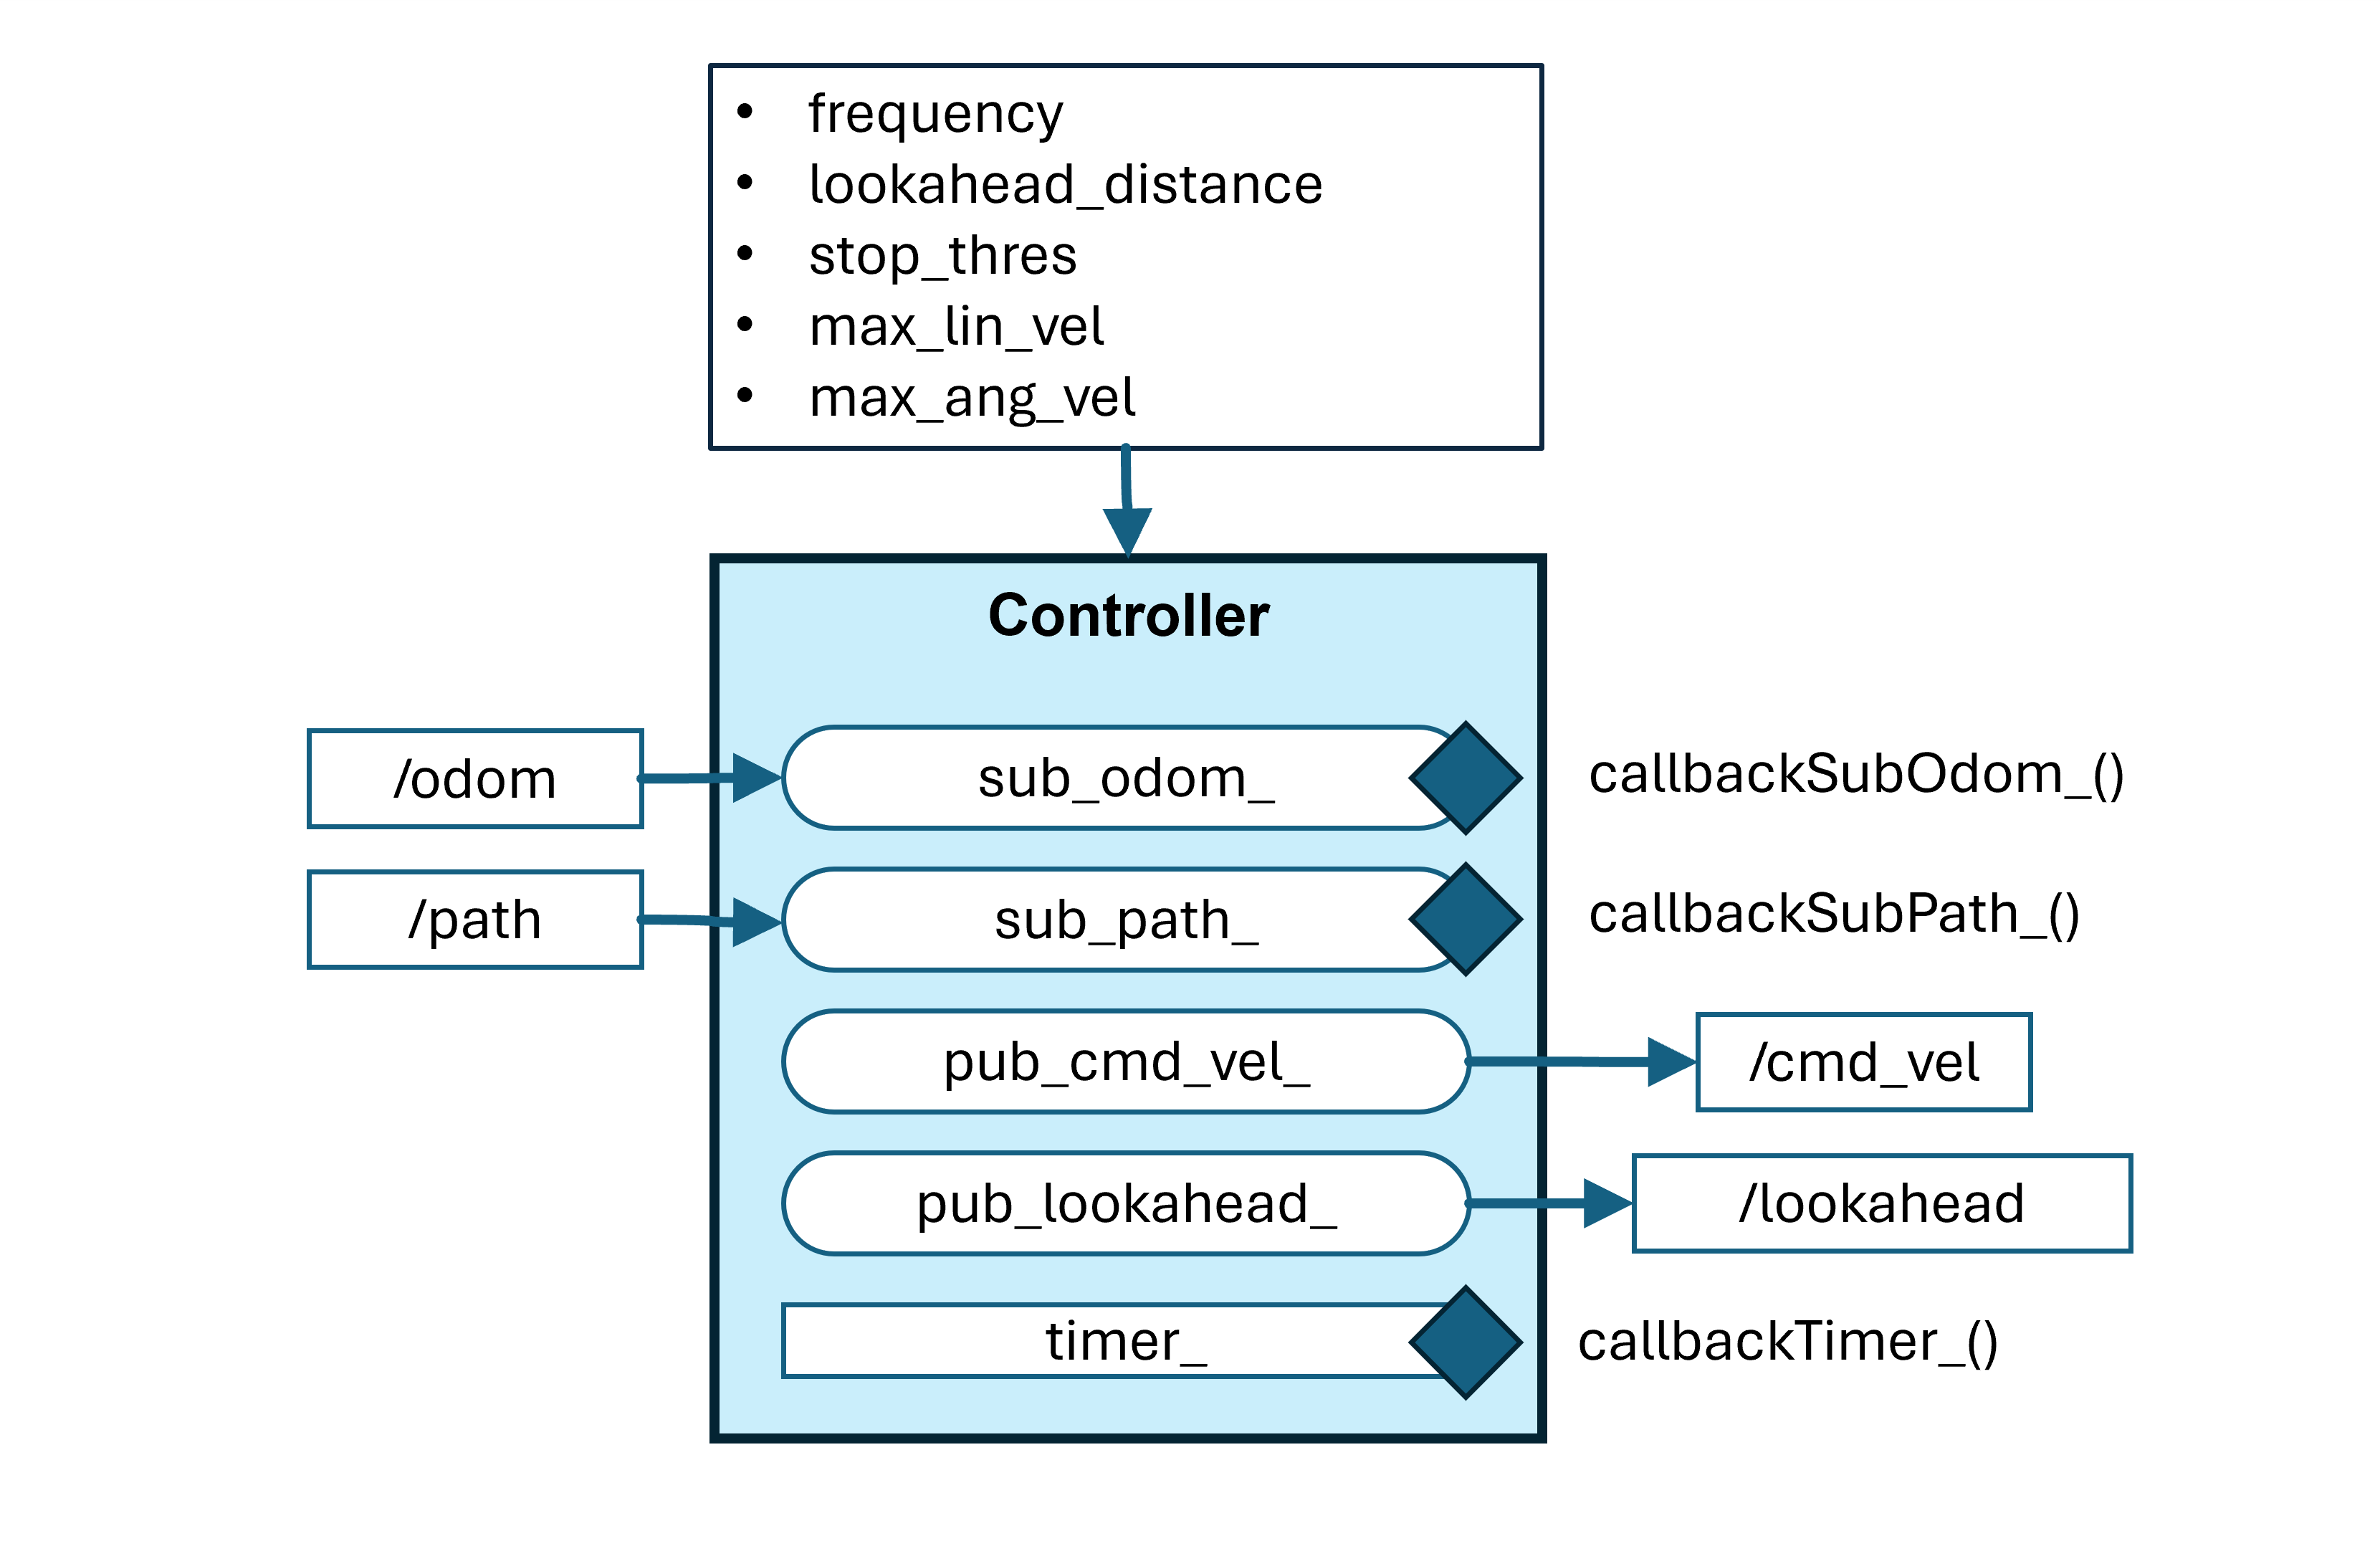 • frequency
• lookahead_distance
• stop_thres
• max_lin_vel
• max_ang_vel
Controller
/odom
sub_odom_
callbackSubOdom_()
/path
sub_path_
callbackSubPath_()
pub_cmd_vel_
/cmd_vel
pub_lookahead_
/lookahead
timer_
callbackTimer_()